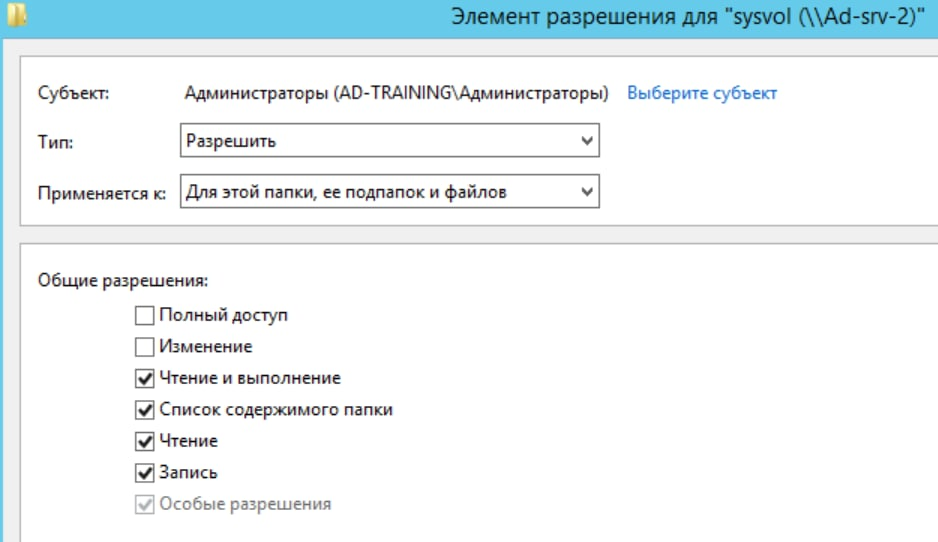 Элемент разрешения для "sysvol (\\Ad-srv-2)"
Субъект: Администраторы (AD-TRAINING\Администраторы) Выберите субъект
Тип: Разрешить
Применяется к: Для этой папки, ее подпапок и файлов
Общие разрешения:
Полный доступ
Изменение
Чтение и выполнение
Список содержимого папки
Чтение
Запись
Особые разрешения